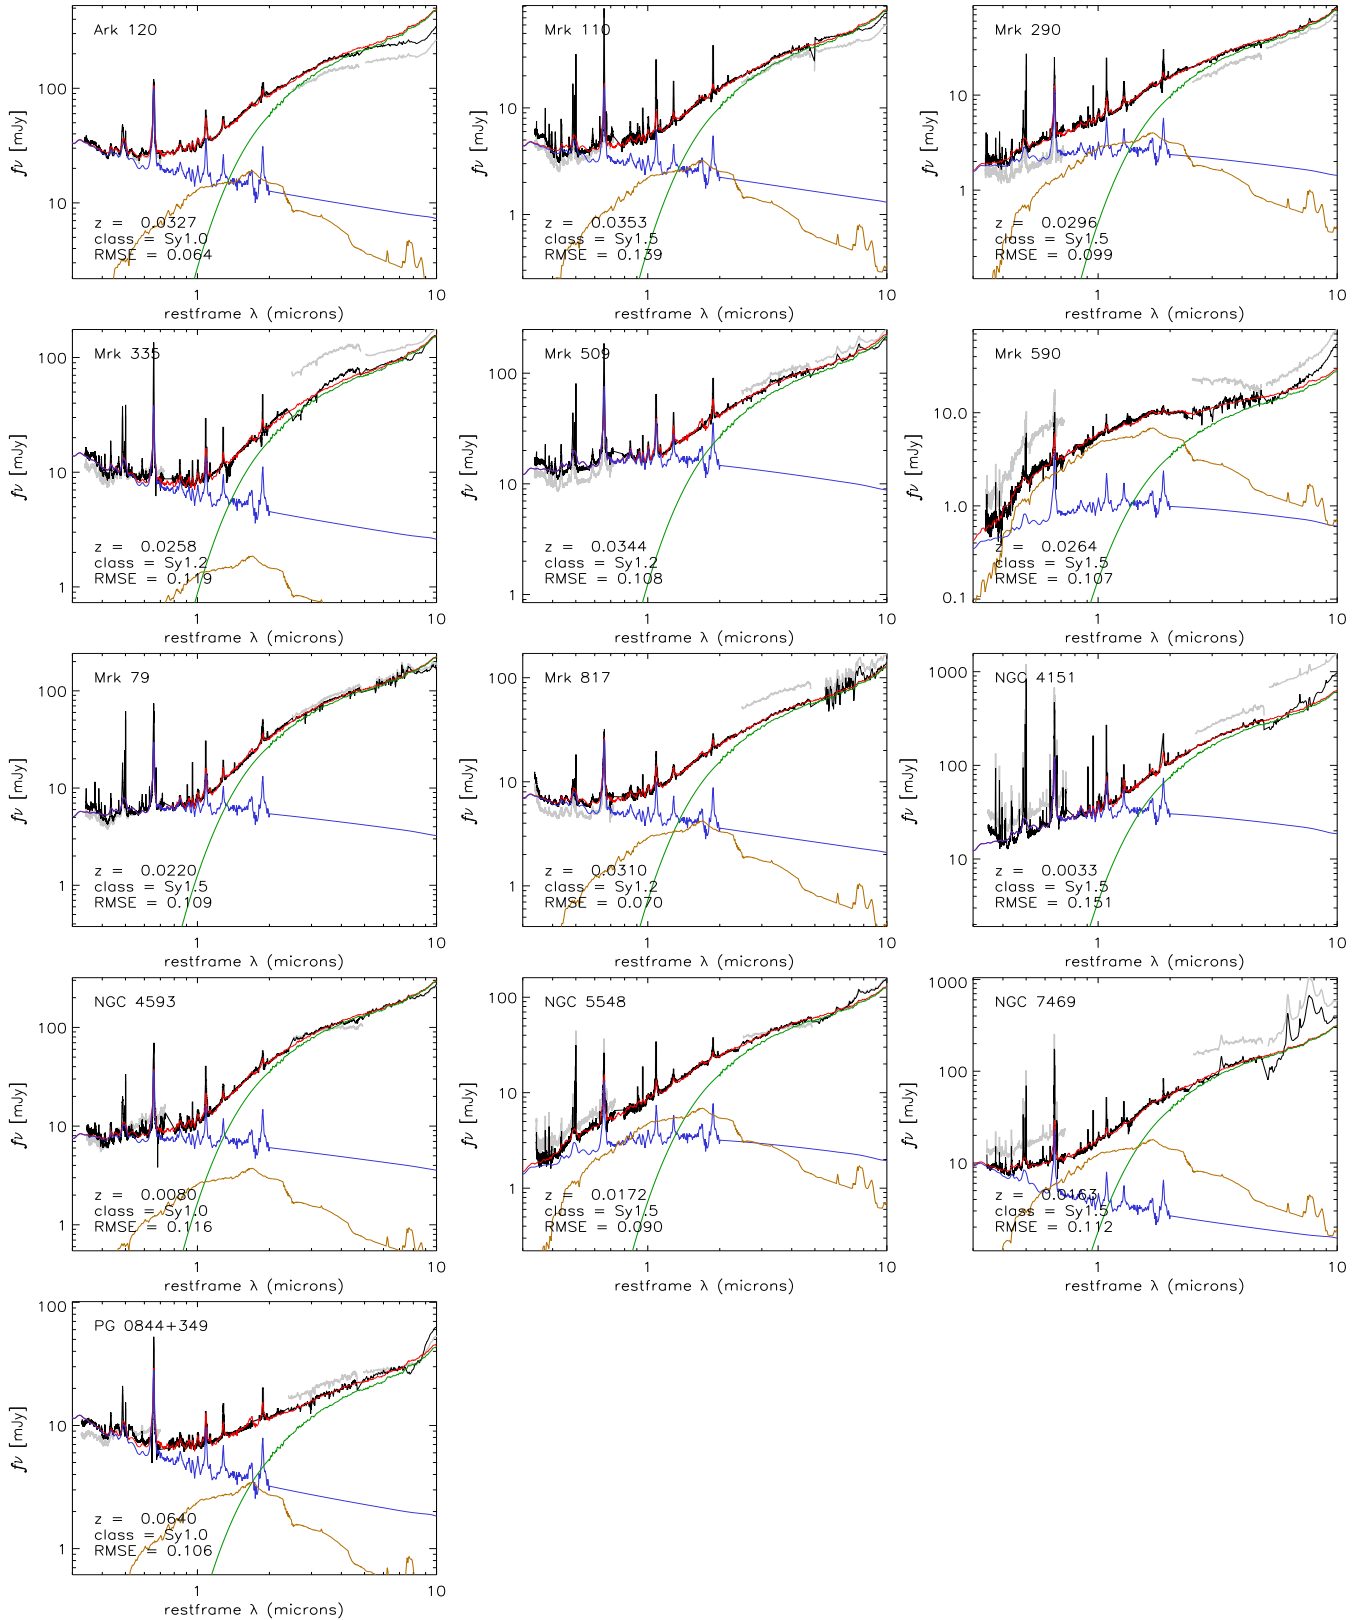 Ark 120
fν [mJy]
100
10
z = 0.0327
class = Sy1.0
RMSE = 0.064
1
10
restframe λ (microns)
Mrk 110
fν [mJy]
10
1
z = 0.0353
class = Sy1.5
RMSE = 0.139
1
10
restframe λ (microns)
Mrk 290
fν [mJy]
10
1
z = 0.0296
class = Sy1.5
RMSE = 0.099
1
10
restframe λ (microns)
Mrk 335
fν [mJy]
100
10
1
z = 0.0258
class = Sy1.2
RMSE = 0.119
1
10
restframe λ (microns)
Mrk 509
fν [mJy]
100
10
1
z = 0.0344
class = Sy1.2
RMSE = 0.108
1
10
restframe λ (microns)
Mrk 590
fν [mJy]
10.0
1.0
0.1
z = 0.0264
class = Sy1.5
RMSE = 0.107
1
10
restframe λ (microns)
Mrk 79
fν [mJy]
100
10
1
z = 0.0220
class = Sy1.5
RMSE = 0.109
1
10
restframe λ (microns)
Mrk 817
fν [mJy]
100
10
1
z = 0.0310
class = Sy1.2
RMSE = 0.070
1
10
restframe λ (microns)
NGC 4151
fν [mJy]
1000
100
10
z = 0.0033
class = Sy1.5
RMSE = 0.151
1
10
restframe λ (microns)
NGC 4593
fν [mJy]
100
10
1
z = 0.0080
class = Sy1.0
RMSE = 0.116
1
10
restframe λ (microns)
NGC 5548
fν [mJy]
100
10
1
z = 0.0172
class = Sy1.5
RMSE = 0.090
1
10
restframe λ (microns)
NGC 7469
fν [mJy]
1000
100
10
z = 0.0163
class = Sy1.5
RMSE = 0.112
1
10
restframe λ (microns)
PG 0844+349
fν [mJy]
100
10
1
z = 0.0640
class = Sy1.0
RMSE = 0.106
1
10
restframe λ (microns)